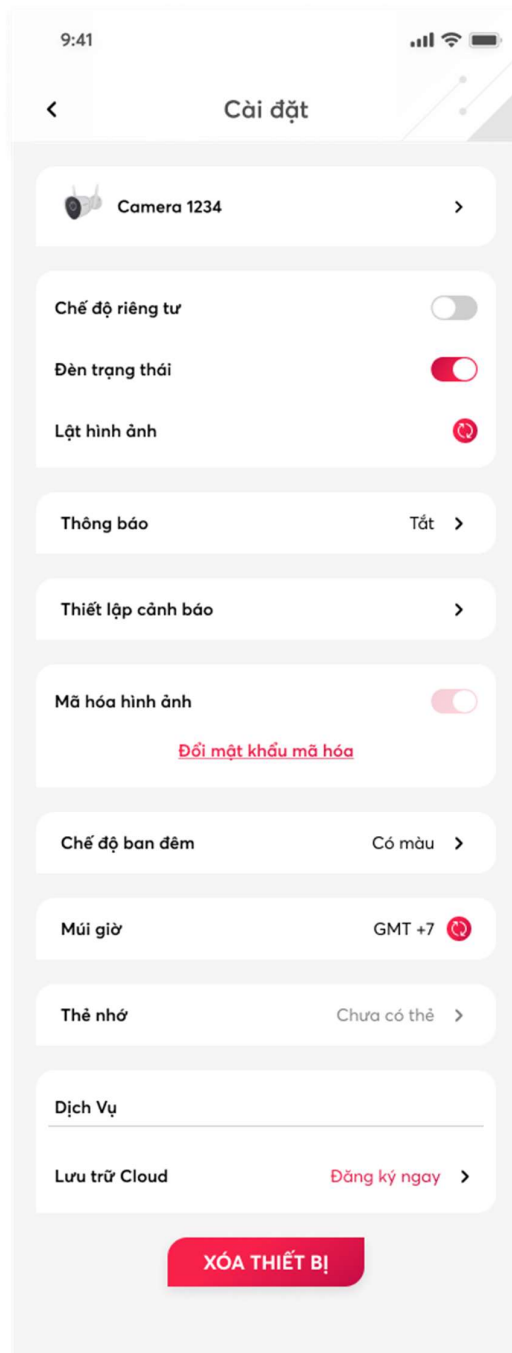 9:41
Cài đặt
Camera 1234
Chế độ riêng tư
Đèn trạng thái
Lật hình ảnh
Thông báo Tắt
Thiết lập cảnh báo
Mã hóa hình ảnh
Đổi mật khẩu mã hóa
Chế độ ban đêm Có màu
Múi giờ GMT +7
Thẻ nhớ Chưa có thẻ
Dịch Vụ
Lưu trữ Cloud Đăng ký ngay
XÓA THIẾT BỊ